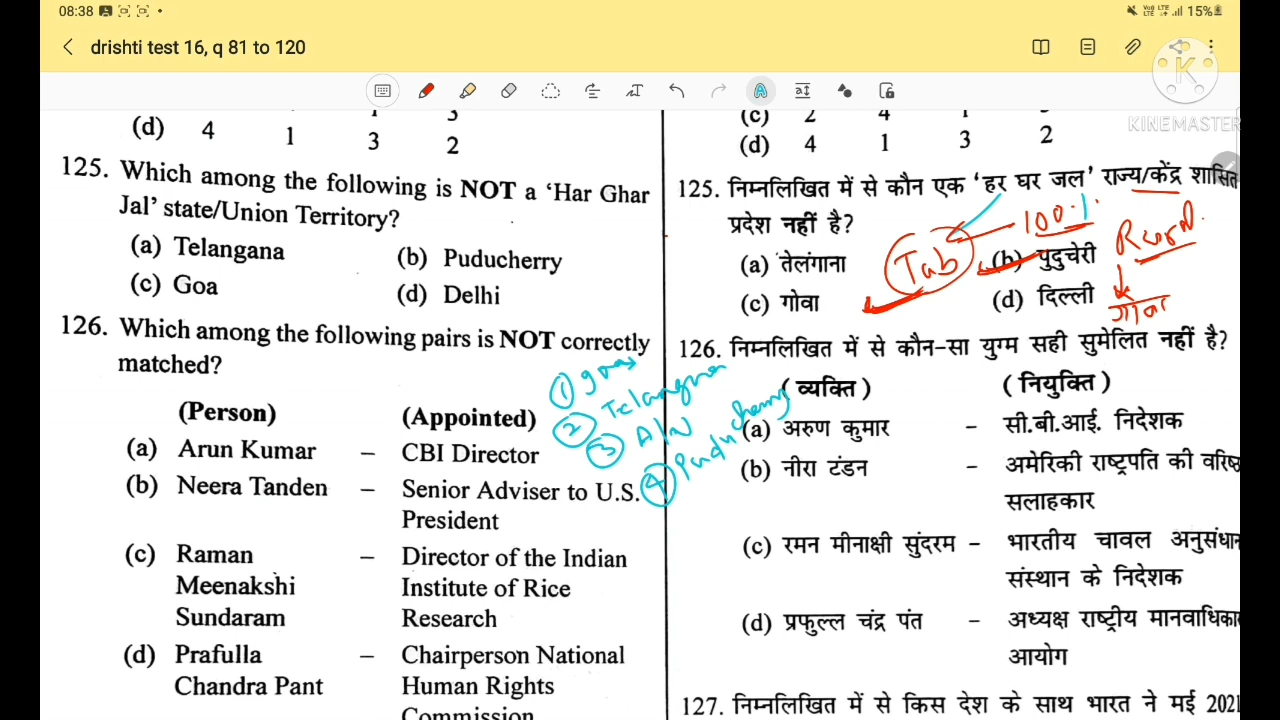 08:38
15%
drishti test 16, q 81 to 120
KINEMASTER
(d) 4 1 3 2
125. Which among the following is NOT a ‘Har Ghar
Jal’ state/Union Territory?
(a) Telangana (b) Puducherry
(c) Goa (d) Delhi
126. Which among the following pairs is NOT correctly
matched?
(Person) (Appointed)
(a) Arun Kumar – CBI Director
(b) Neera Tanden – Senior Adviser to U.S.
President
(c) Raman – Director of the Indian
Meenakshi Institute of Rice
Sundaram Research
(d) Prafulla – Chairperson National
Chandra Pant Human Rights
Commission
① goa
② Telangana
③ A/N
④ Puducherry
(c) 2 4 1
(d) 4 1 3 2
125. निम्नलिखित में से कौन एक ‘हर घर जल’ राज्य/केंद्र शासित
प्रदेश नहीं है?
(a) तेलंगाना (b) पुदुचेरी
(c) गोवा (d) दिल्ली
Tab 100% Rural
126. निम्नलिखित में से कौन-सा युग्म सही सुमेलित नहीं है?
(व्यक्ति) (नियुक्ति)
(a) अरुण कुमार - सी.बी.आई. निदेशक
(b) नीरा टंडन - अमेरिकी राष्ट्रपति की वरिष्ठ
सलाहकार
(c) रमन मीनाक्षी सुंदरम - भारतीय चावल अनुसंधान
संस्थान के निदेशक
(d) प्रफुल्ल चंद्र पंत - अध्यक्ष राष्ट्रीय मानवाधिकार
आयोग
127. निम्नलिखित में से किस देश के साथ भारत ने मई 2021